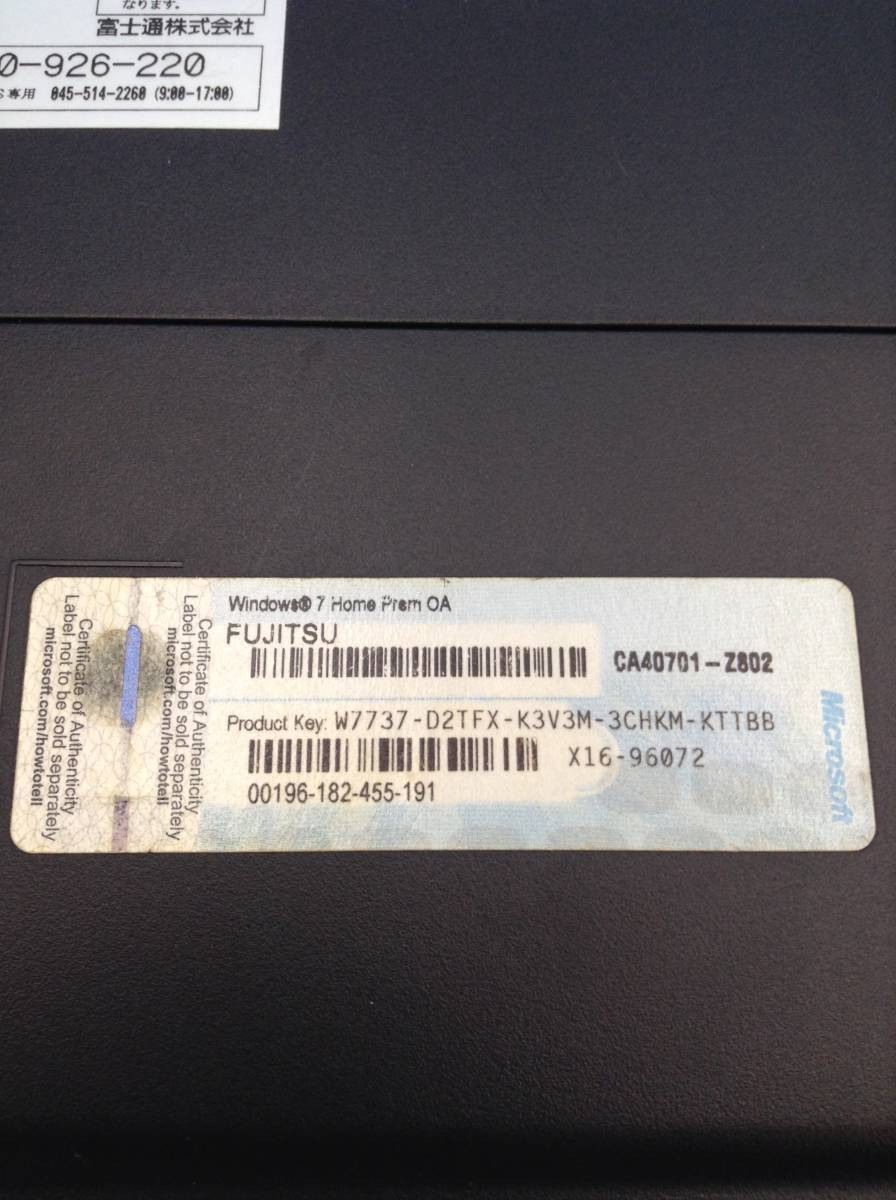 なります。
富士通株式会社
0-926-220
専用 045-514-2260 (9:00-17:00)
Certificate of Authenticity
Label not to be sold separately
microsoft.com/howtotell
Certificate of Authenticity
Label not to be sold separately
microsoft.com/howtotell
Windows® 7 Home Prem OA
FUJITSU
CA40701-Z802
Product Key: W7737-D2TFX-K3V3M-3CHKM-KTTBB
X16-96072
00196-182-455-191
Microsoft